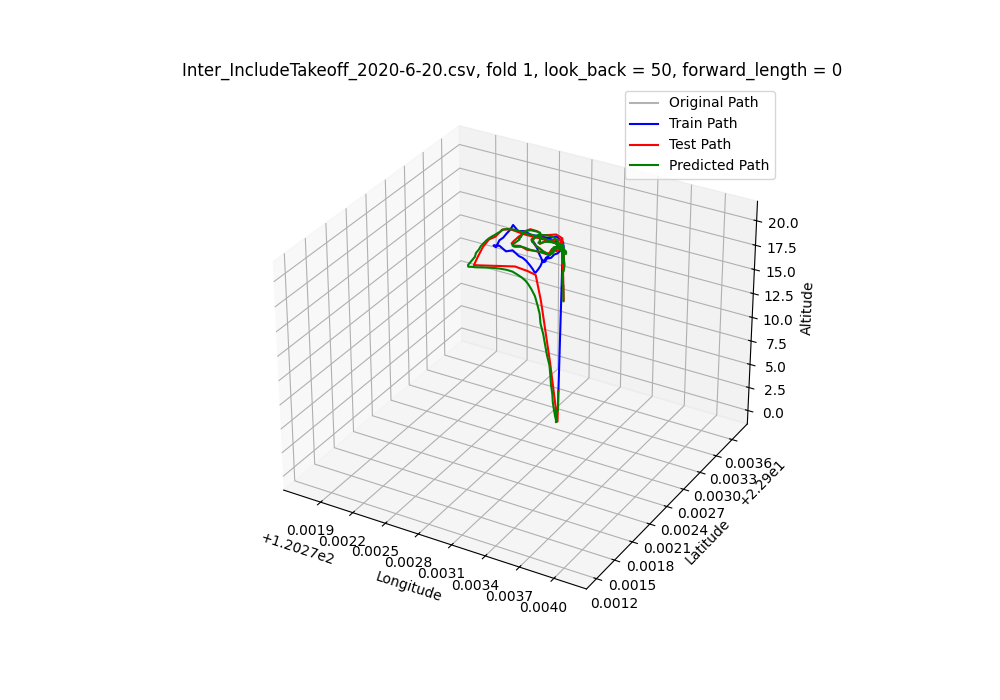 Inter_IncludeTakeoff_2020-6-20.csv, fold 1, look_back = 50, forward_length = 0
Original Path
Train Path
Test Path
Predicted Path
20.0
17.5
15.0
12.5
10.0
7.5
5.0
2.5
0.0
Altitude
0.0036
0.0033
0.0030
0.0027
0.0024
0.0021
0.0018
0.0015
0.0012
+2.29e1
Latitude
0.0019
0.0022
0.0025
0.0028
0.0031
0.0034
0.0037
0.0040
+1.2027e2
Longitude